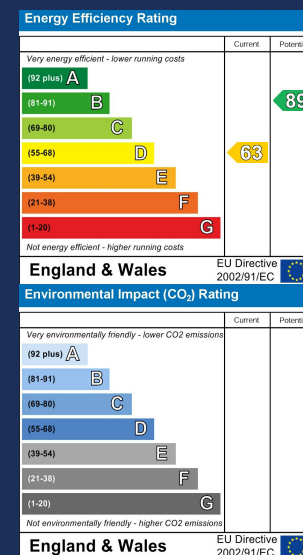 Energy Efficiency Rating
Current Potenti
Very energy efficient - lower running costs
(92 plus) A
(81-91) B 89
(69-80) C
(55-68) D 63
(39-54) E
(21-38) F
(1-20) G
Not energy efficient - higher running costs
England & Wales EU Directive 2002/91/EC
Environmental Impact (CO₂) Rating
Current Potenti
Very environmentally friendly - lower CO2 emissions
(92 plus) A
(81-91) B
(69-80) C
(55-68) D
(39-54) E
(21-38) F
(1-20) G
Not environmentally friendly - higher CO2 emissions
England & Wales EU Directive 2002/91/EC